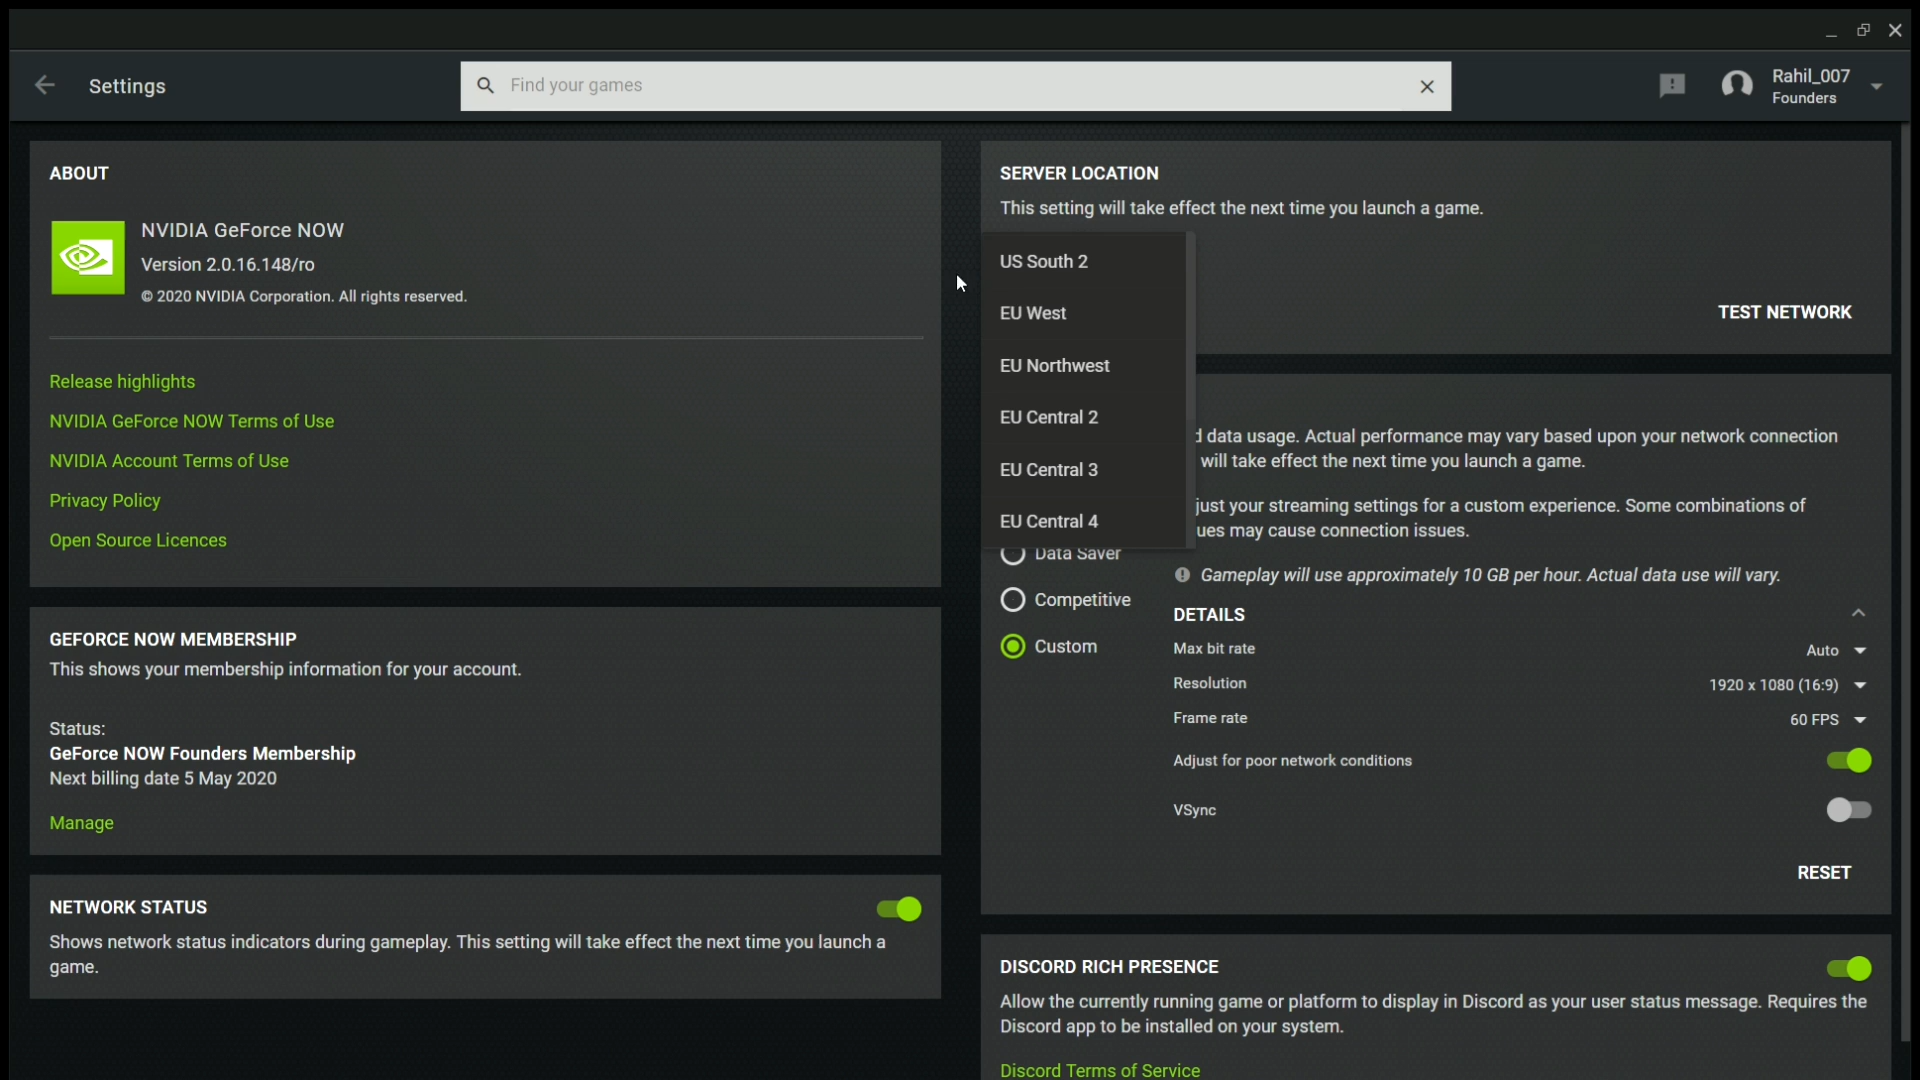 Settings
Find your games
Rahil_007
Founders
ABOUT
NVIDIA GeForce NOW
Version 2.0.16.148/ro
© 2020 NVIDIA Corporation. All rights reserved.
Release highlights
NVIDIA GeForce NOW Terms of Use
NVIDIA Account Terms of Use
Privacy Policy
Open Source Licences
GEFORCE NOW MEMBERSHIP
This shows your membership information for your account.
Status:
GeForce NOW Founders Membership
Next billing date 5 May 2020
Manage
NETWORK STATUS
Shows network status indicators during gameplay. This setting will take effect the next time you launch a
game.
SERVER LOCATION
This setting will take effect the next time you launch a game.
US South 2
EU West
EU Northwest
EU Central 2
EU Central 3
EU Central 4
TEST NETWORK
d data usage. Actual performance may vary based upon your network connection
will take effect the next time you launch a game.
just your streaming settings for a custom experience. Some combinations of
ues may cause connection issues.
Data Saver
Competitive
Custom
Gameplay will use approximately 10 GB per hour. Actual data use will vary.
DETAILS
Max bit rate Auto
Resolution 1920 x 1080 (16:9)
Frame rate 60 FPS
Adjust for poor network conditions
VSync
RESET
DISCORD RICH PRESENCE
Allow the currently running game or platform to display in Discord as your user status message. Requires the
Discord app to be installed on your system.
Discord Terms of Service